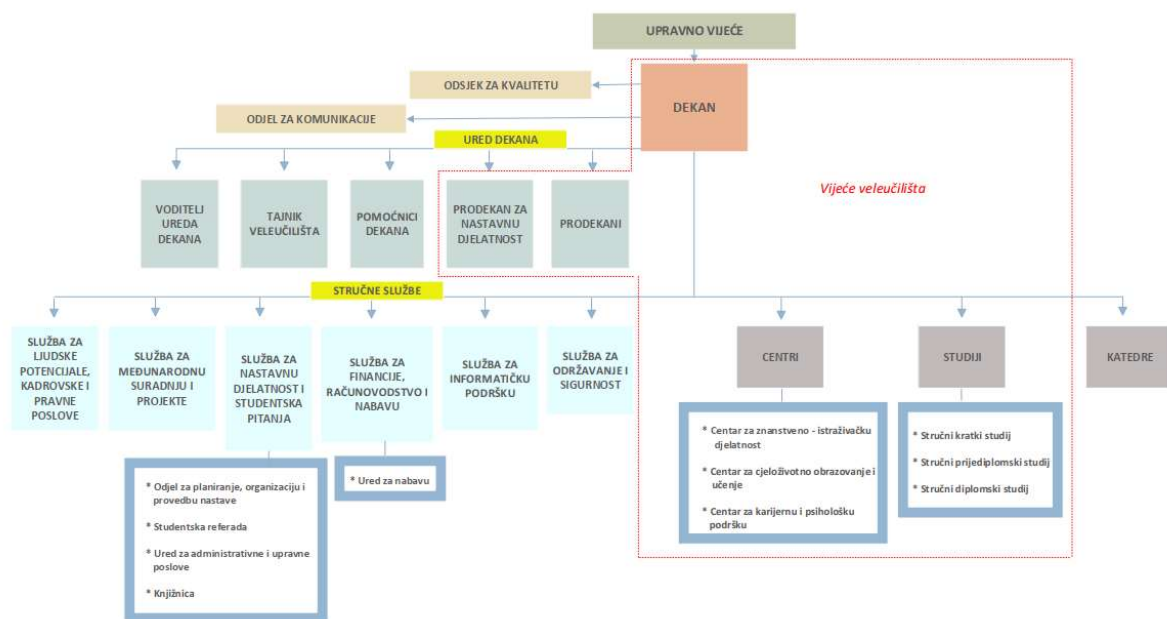 UPRAVNO VIJEĆE
DEKAN
ODSJEK ZA KVALITETU
ODJEL ZA KOMUNIKACIJE
URED DEKANA
Vijeće veleučilišta
VODITELJ
UREDA
DEKANA
TAJNIK
VELEUČILIŠTA
POMOĆNICI
DEKANA
PRODEKAN ZA
NASTAVNU
DJELATNOST
PRODEKANI
STRUČNE SLUŽBE
SLUŽBA ZA
LJUDSKE
POTENCIJALE,
KADROVSKE I
PRAVNE
POSLOVE
SLUŽBA ZA
MEĐUNARODNU
SURADNJU I
PROJEKTE
SLUŽBA ZA
NASTAVNU
DJELATNOST I
STUDENTSKA
PITANJA
SLUŽBA ZA
FINANCIJE,
RAČUNOVODSTVO I
NABAVU
SLUŽBA ZA
INFORMATIČKU
PODRŠKU
SLUŽBA ZA
ODRŽAVANJE I
SIGURNOST
CENTRI
STUDIJI
KATEDRE
* Odjel za planiranje, organizaciju i
provedbu nastave
* Studentska referada
* Ured za administrativne i upravne
poslove
* Knjižnica
* Ured za nabavu
* Centar za znanstveno - istraživačku
djelatnost
* Centar za cjeloživotno obrazovanje i
učenje
* Centar za karijernu i psihološku
podršku
* Stručni kratki studij
* Stručni prijediplomski studij
* Stručni diplomski studij